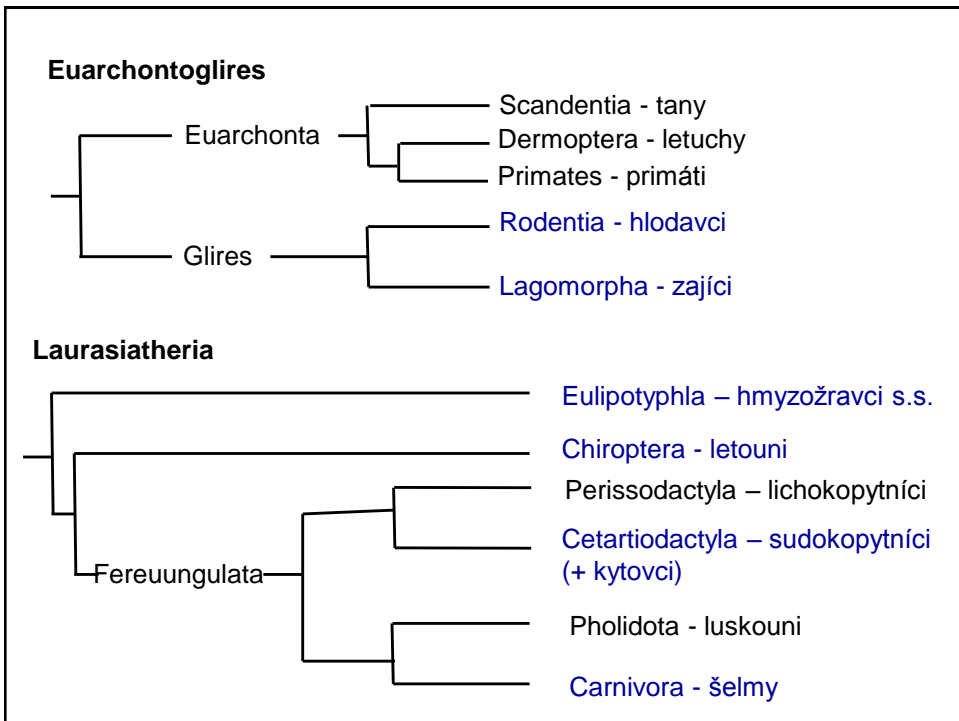 Euarchontoglires
Scandentia - tany
Euarchonta
Dermoptera - letuchy
Primates - primáti
Rodentia - hlodavci
Glires
Lagomorpha - zajíci
Laurasiatheria
Eulipotyphla – hmyzožravci s.s.
Chiroptera - letouni
Perissodactyla – lichokopytníci
Cetartiodactyla – sudokopytníci
(+ kytovci)
Fereuungulata
Pholidota - luskouni
Carnivora - šelmy